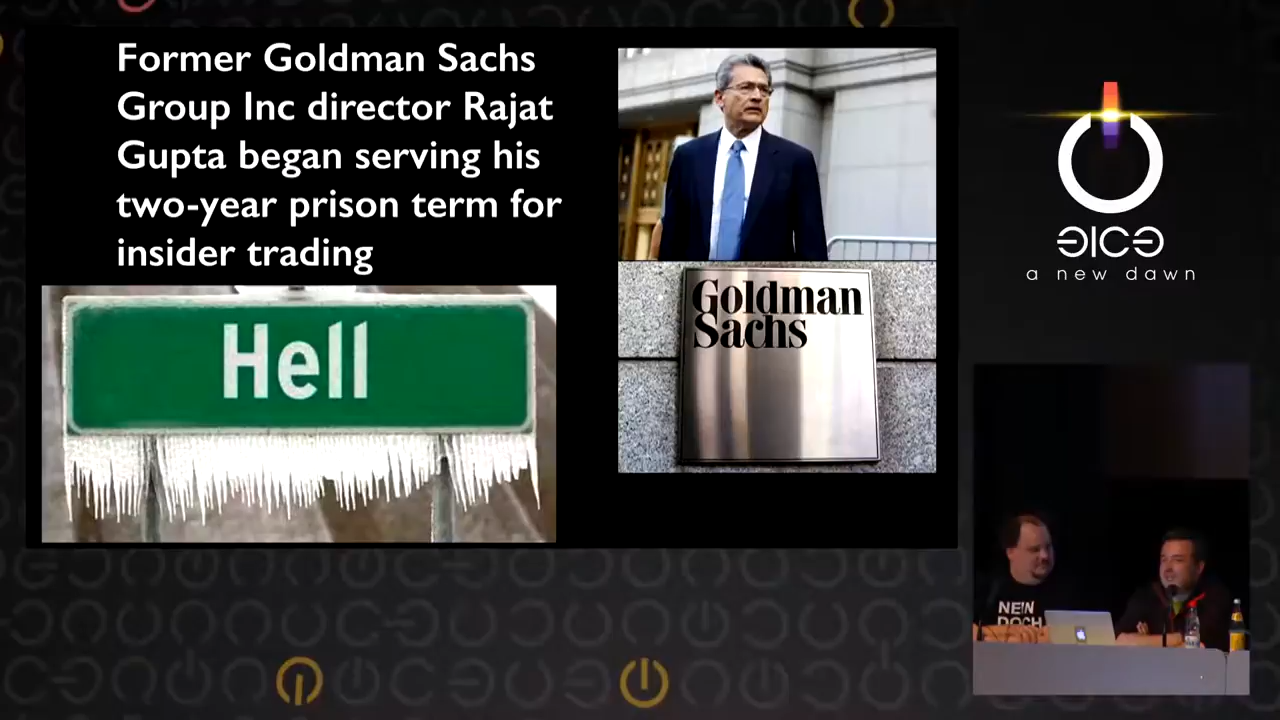 Former Goldman Sachs
Group Inc director Rajat
Gupta began serving his
two-year prison term for
insider trading
Hell
Goldman
Sachs
31C3
a new dawn
NEIN
DOCH